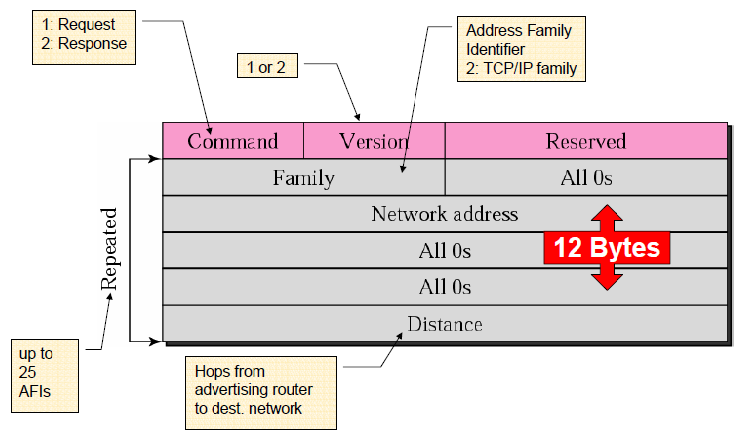 1: Request
2: Response
1 or 2
Address Family
Identifier
2: TCP/IP family
Command Version Reserved
Family All 0s
Network address
All 0s
12 Bytes
All 0s
Distance
Repeated
up to
25
AFIs
Hops from
advertising router
to dest. network